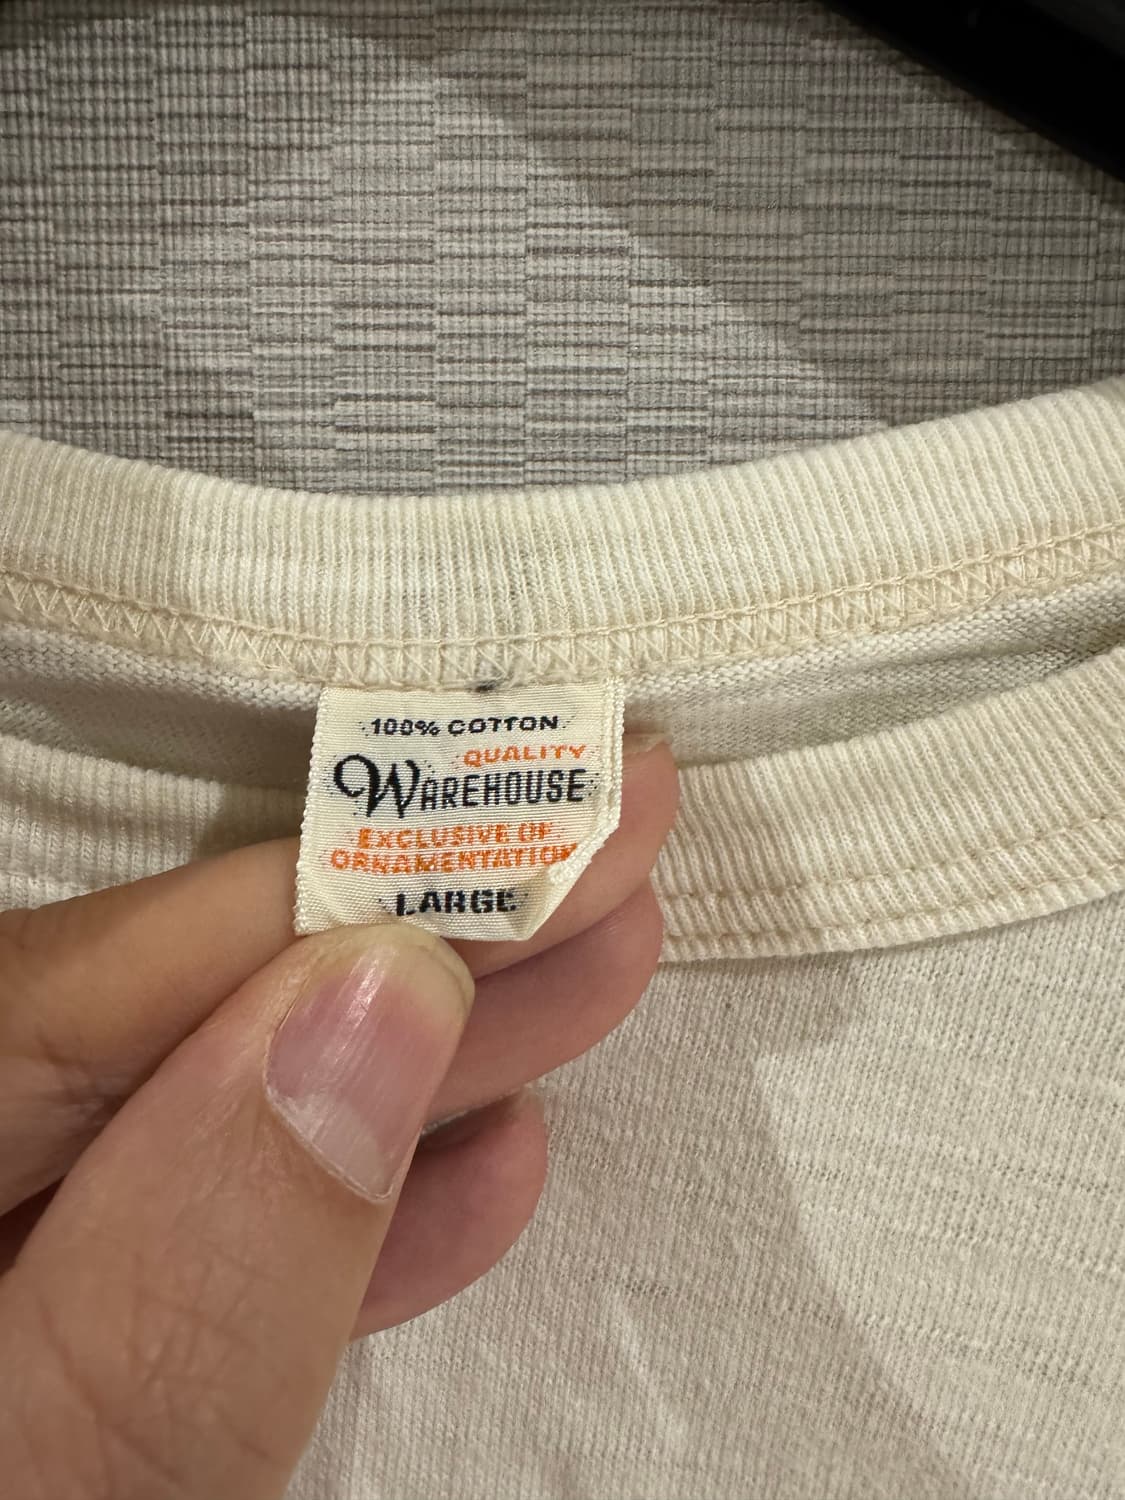 100% COTTON
QUALITY
WAREHOUSE
EXCLUSIVE OF
ORNAMENTATION
LARGE